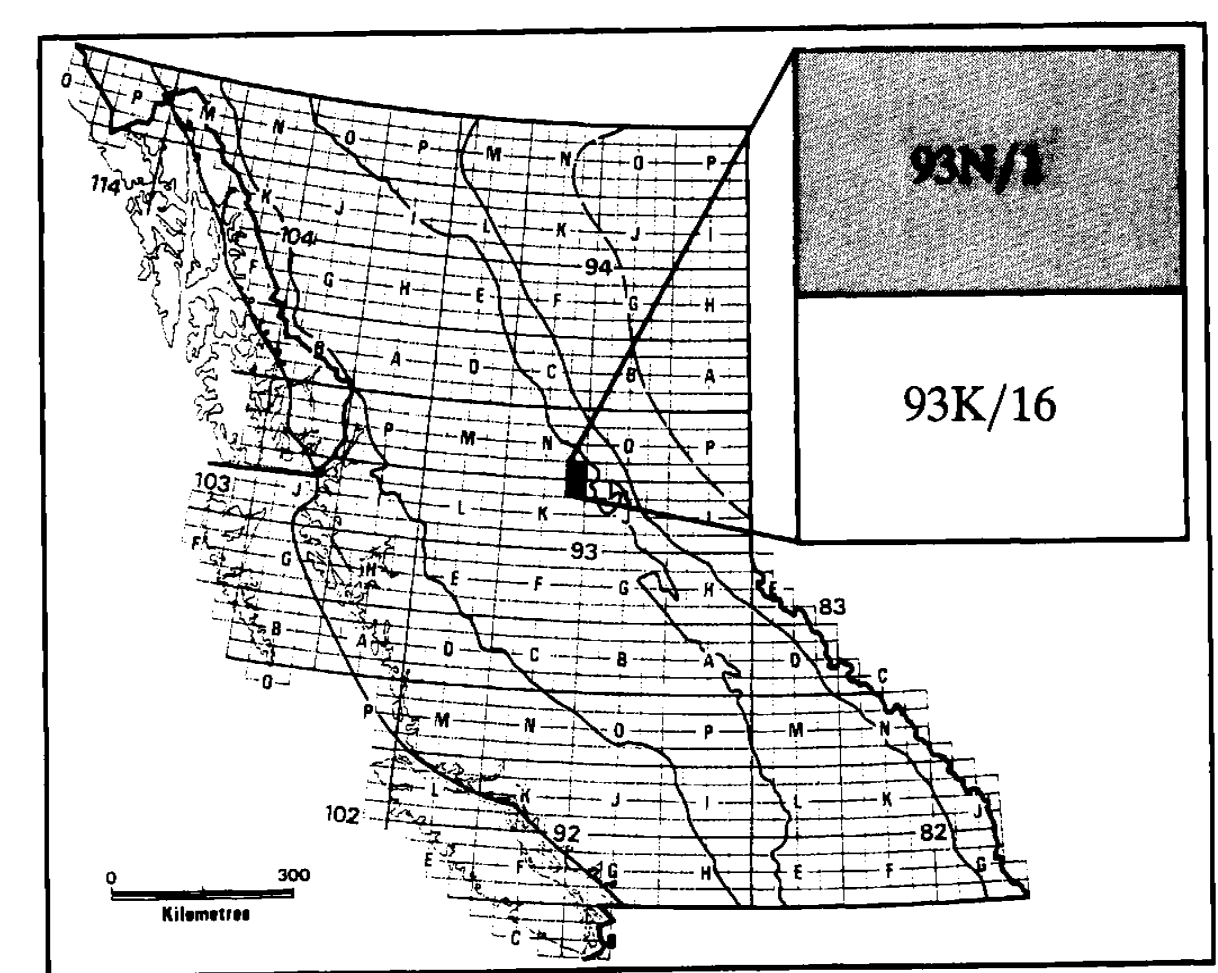 93N/1
93K/16
O P M N O P M N O P
114
K J I L K J I
104
94
F G H E F G H
B A D C B A
P M N O P
103
J L K J I
93
F G H E F G H E
83
B A D C B A D C
O
P M N O P M N
L K J I L K J
102
92
82
E F G H E F G
C B
0 300
Kilometres